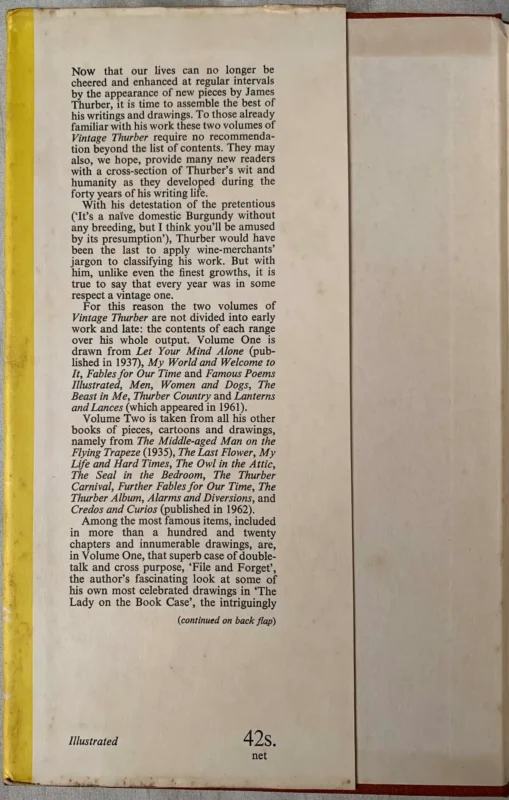 Now that our lives can no longer be
cheered and enhanced at regular intervals
by the appearance of new pieces by James
Thurber, it is time to assemble the best of
his writings and drawings. To those already
familiar with his work these two volumes of
Vintage Thurber require no recommenda-
tion beyond the list of contents. They may
also, we hope, provide many new readers
with a cross-section of Thurber's wit and
humanity as they developed during the
forty years of his writing life.
With his detestation of the pretentious
('It's a naïve domestic Burgundy without
any breeding, but I think you'll be amused
by its presumption'), Thurber would have
been the last to apply wine-merchants'
jargon to classifying his work. But with
him, unlike even the finest growths, it is
true to say that every year was in some
respect a vintage one.
For this reason the two volumes of
Vintage Thurber are not divided into early
work and late: the contents of each range
over his whole output. Volume One is
drawn from Let Your Mind Alone (pub-
lished in 1937), My World and Welcome to
It, Fables for Our Time and Famous Poems
Illustrated, Men, Women and Dogs, The
Beast in Me, Thurber Country and Lanterns
and Lances (which appeared in 1961).
Volume Two is taken from all his other
books of pieces, cartoons and drawings,
namely from The Middle-aged Man on the
Flying Trapeze (1935), The Last Flower, My
Life and Hard Times, The Owl in the Attic,
The Seal in the Bedroom, The Thurber
Carnival, Further Fables for Our Time, The
Thurber Album, Alarms and Diversions, and
Credos and Curios (published in 1962).
Among the most famous items, included
in more than a hundred and twenty
chapters and innumerable drawings, are,
in Volume One, that superb case of double-
talk and cross purpose, 'File and Forget',
the author's fascinating look at some of
his own most celebrated drawings in 'The
Lady on the Book Case', the intriguingly
(continued on back flap)
Illustrated
42s.
net